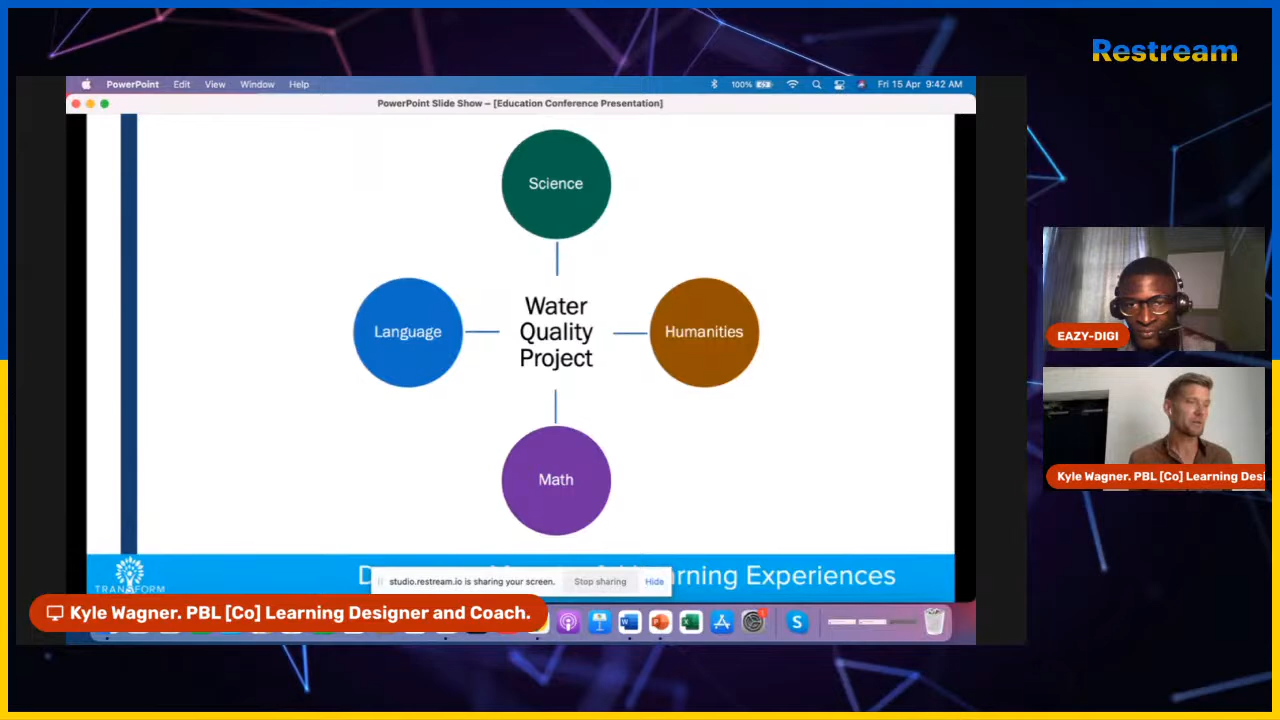 Restream
PowerPoint Edit View Window Help 100% Fri 15 Apr 9:42 AM
PowerPoint Slide Show – [Education Conference Presentation]
Science
Language
Water
Quality
Project
Humanities
Math
EAZY-DIGI
Kyle Wagner. PBL [Co] Learning Desi
TRANSFORM
D
rning Experiences
studio.restream.io is sharing your screen. Stop sharing Hide
Kyle Wagner. PBL [Co] Learning Designer and Coach.
W
P
X
1
S